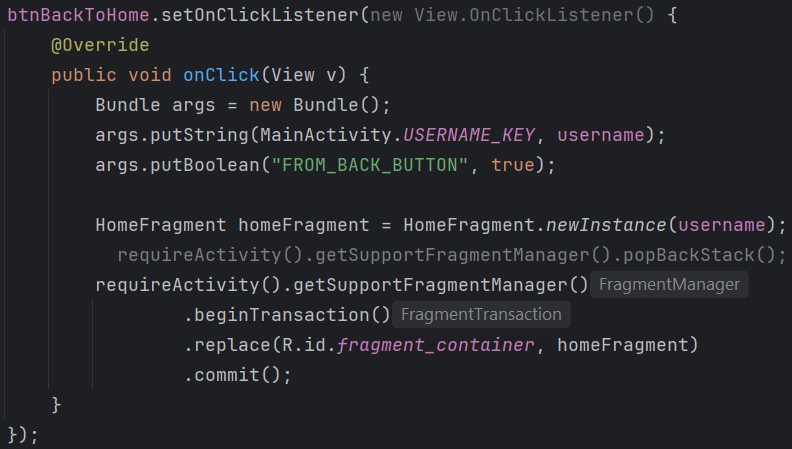 btnBackToHome.setOnClickListener(new View.OnClickListener() {
@Override
public void onClick(View v) {
Bundle args = new Bundle();
args.putString(MainActivity.USERNAME_KEY, username);
args.putBoolean("FROM_BACK_BUTTON", true);
HomeFragment homeFragment = HomeFragment.newInstance(username);
requireActivity().getSupportFragmentManager().popBackStack();
requireActivity().getSupportFragmentManager() FragmentManager
.beginTransaction() FragmentTransaction
.replace(R.id.fragment_container, homeFragment)
.commit();
}
});